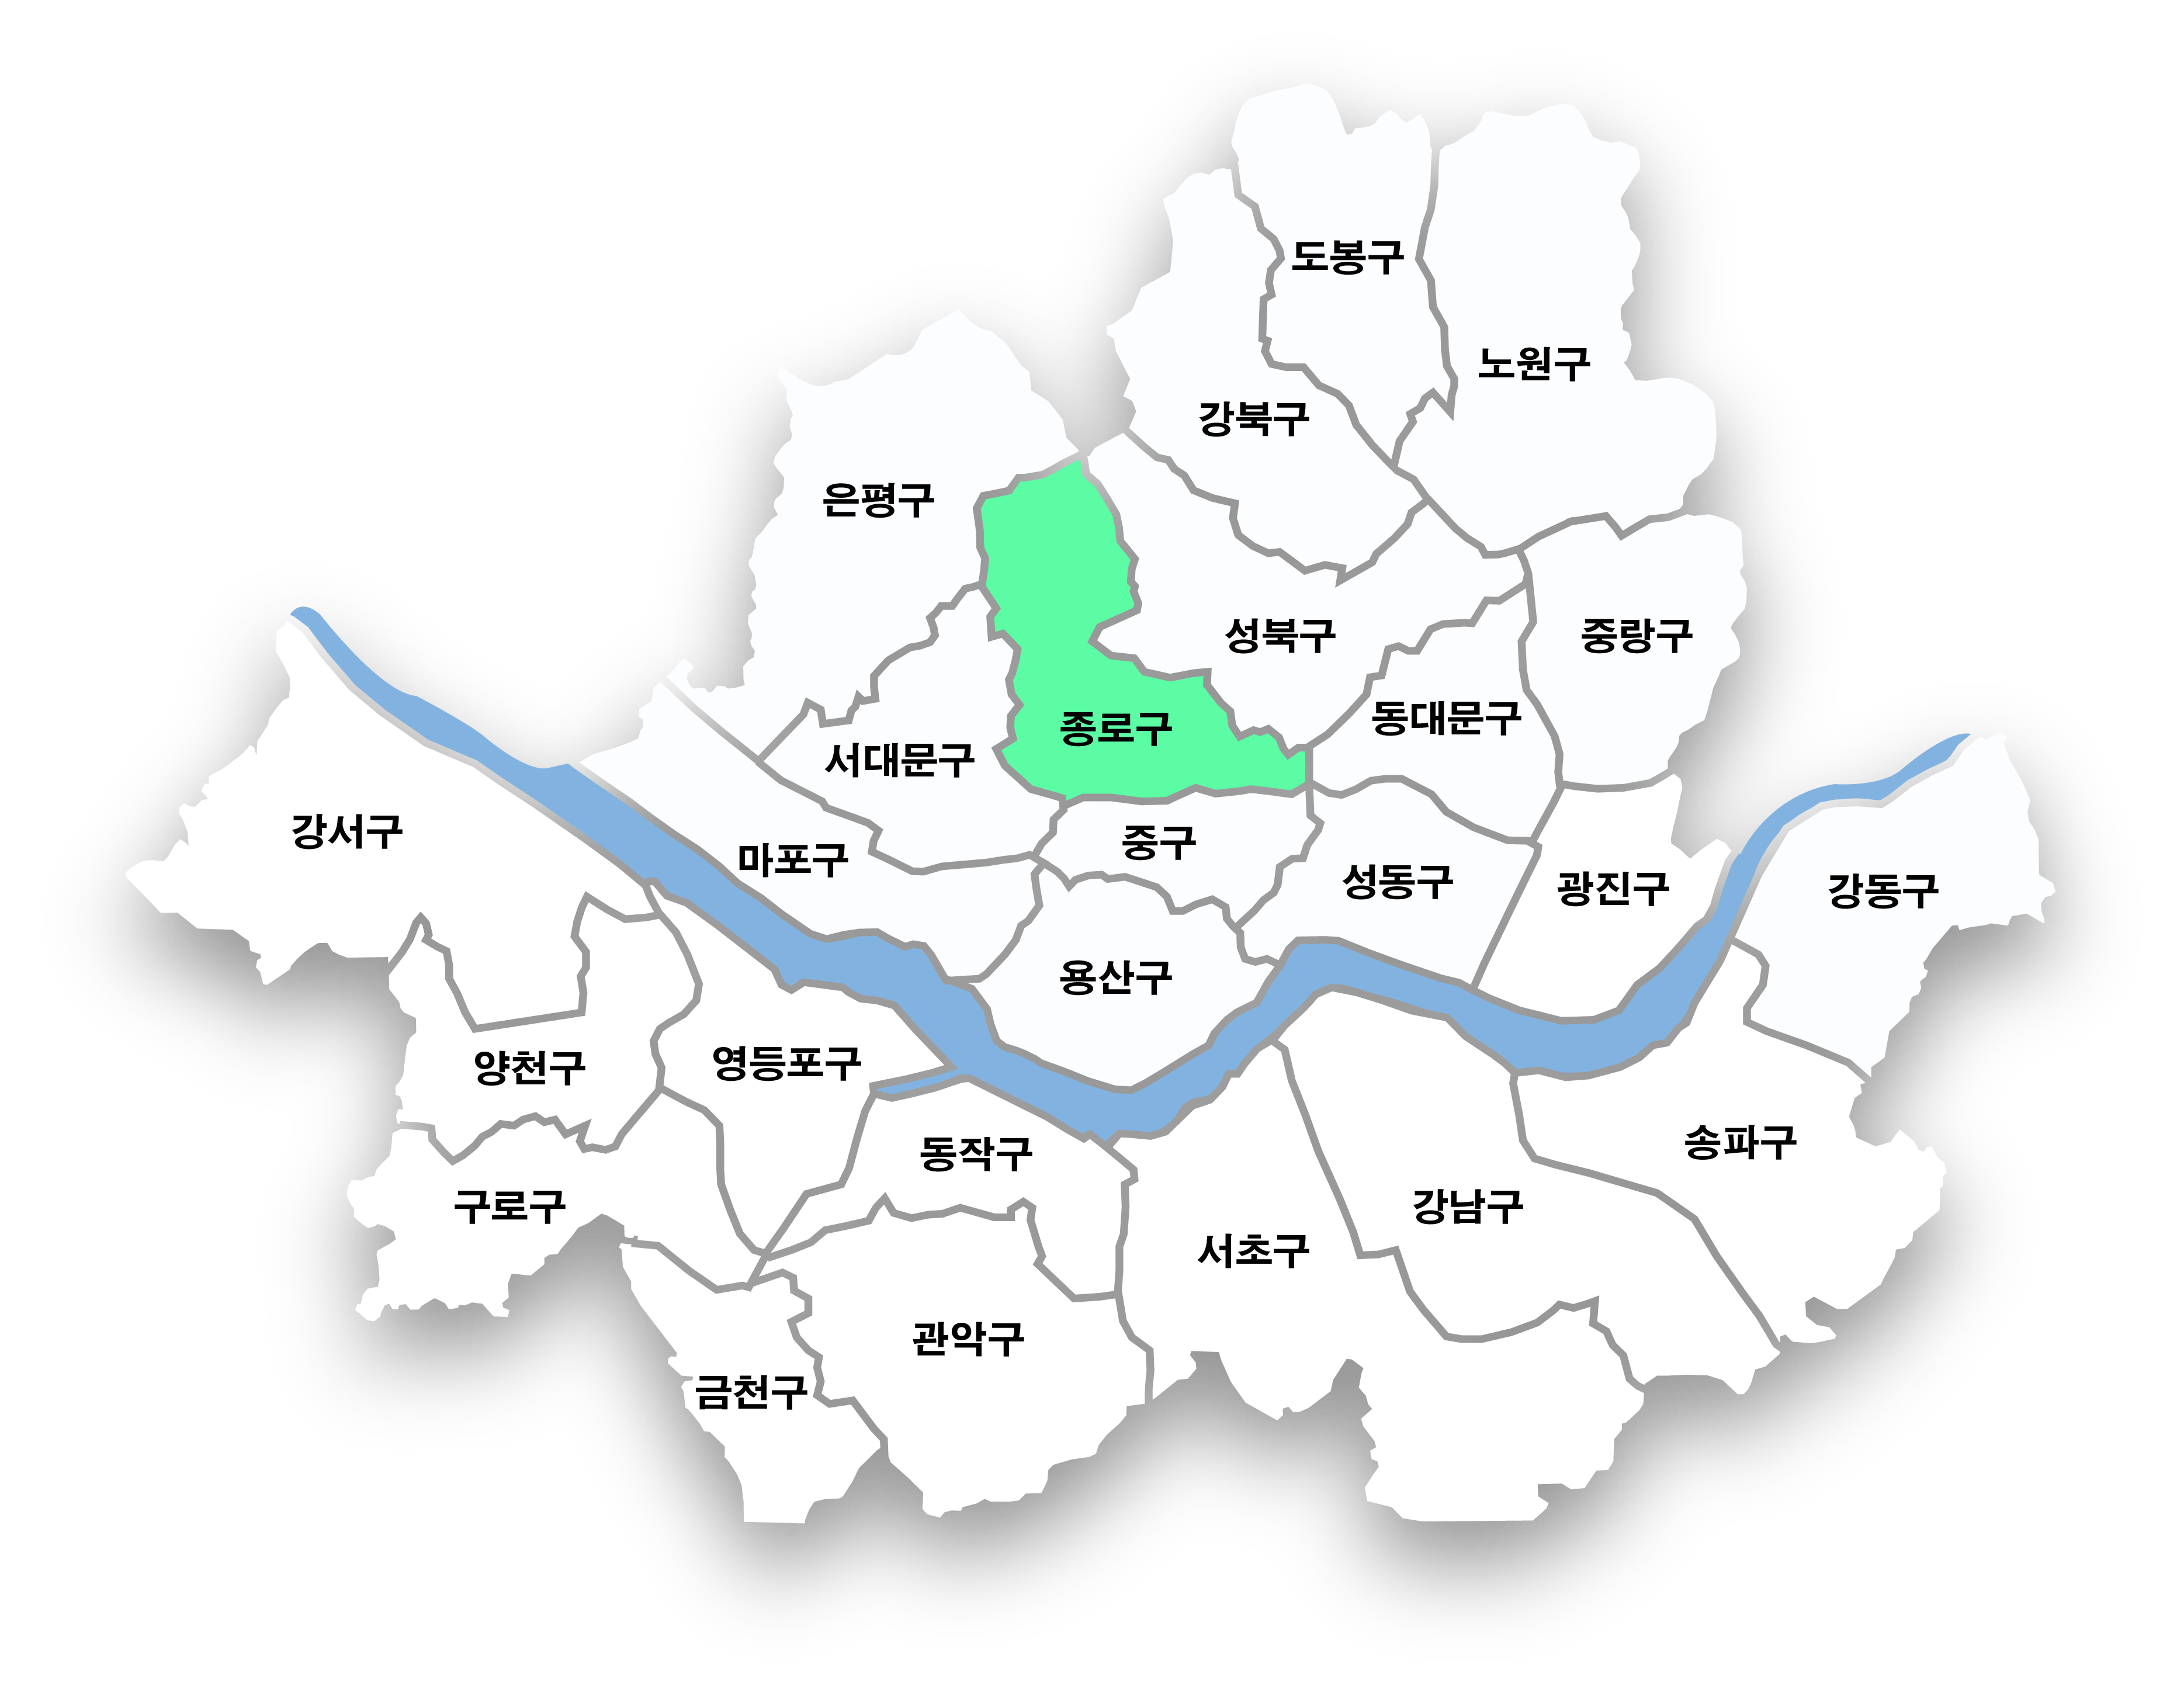 도봉구
노원구
강북구
은평구
성북구
중랑구
종로구
동대문구
서대문구
강서구
중구
마포구
성동구
광진구
강동구
용산구
양천구
영등포구
동작구
송파구
구로구
강남구
서초구
관악구
금천구